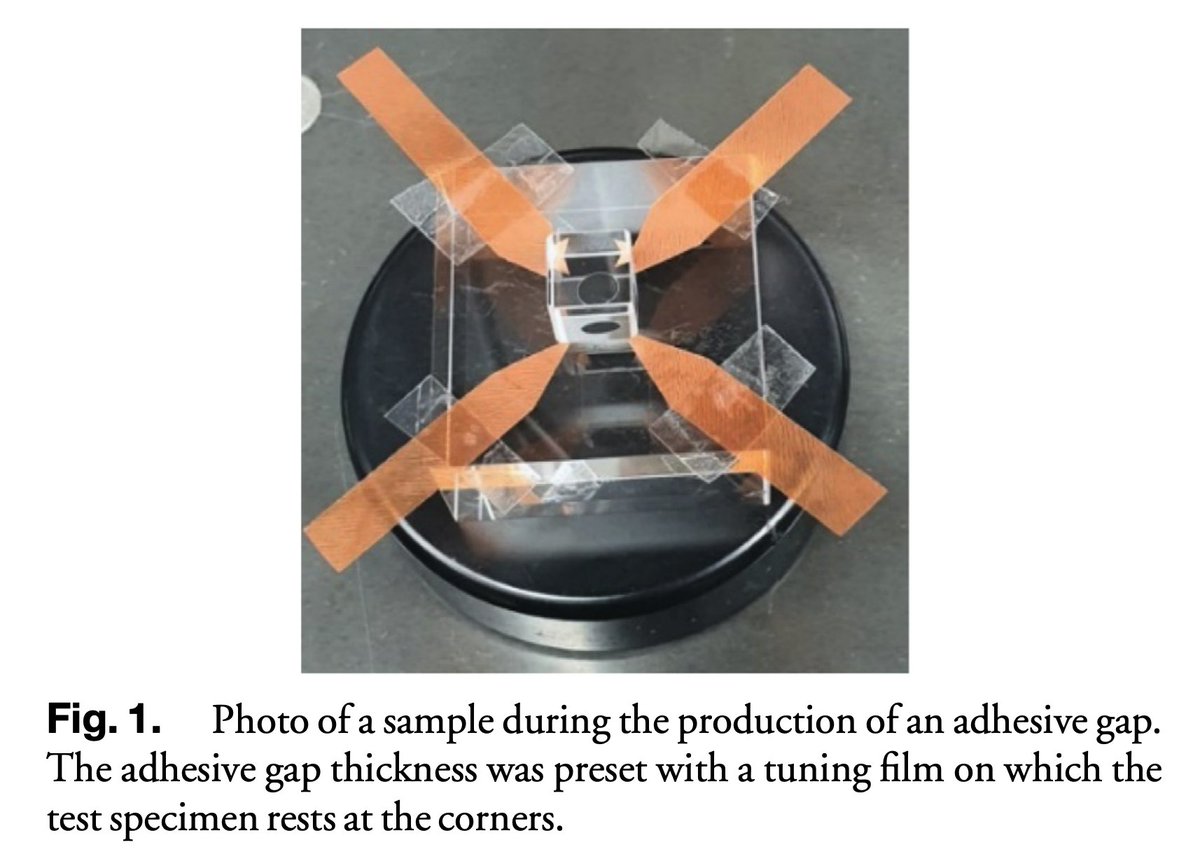 Fig. 1. Photo of a sample during the production of an adhesive gap.
The adhesive gap thickness was preset with a tuning film on which the
test specimen rests at the corners.